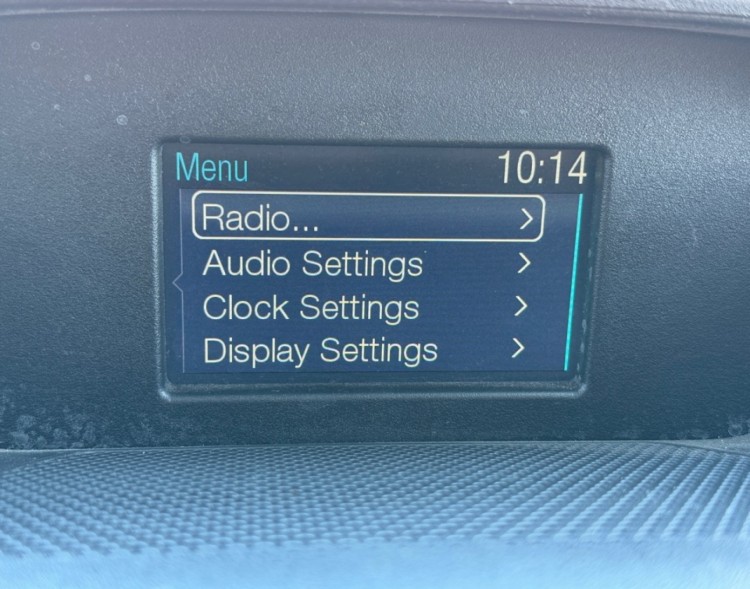 Menu 10:14
Radio... >
Audio Settings >
Clock Settings >
Display Settings >